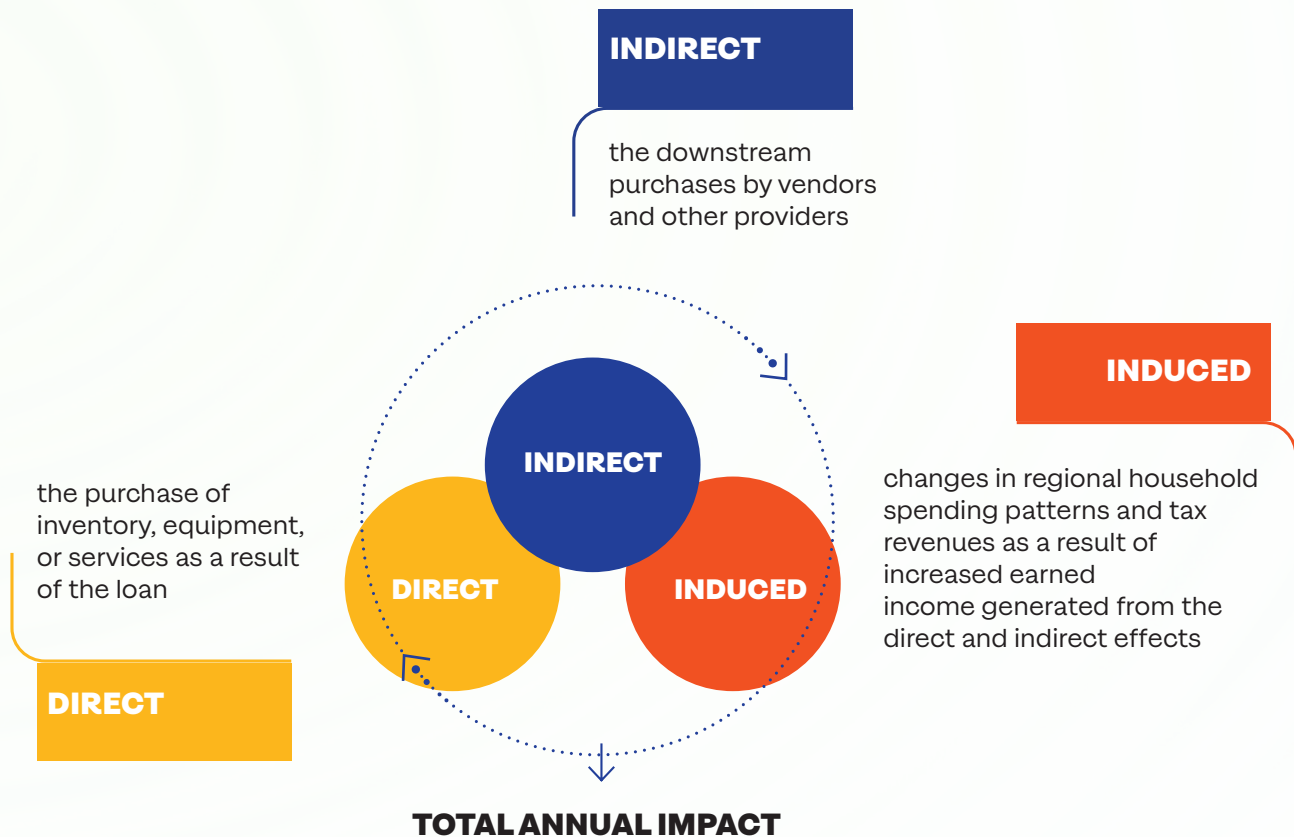 INDIRECT
the downstream
purchases by vendors
and other providers
INDUCED
changes in regional household
spending patterns and tax
revenues as a result of
increased earned
income generated from the
direct and indirect effects
INDIRECT
DIRECT
INDUCED
the purchase of
inventory, equipment,
or services as a result
of the loan
DIRECT
TOTAL ANNUAL IMPACT